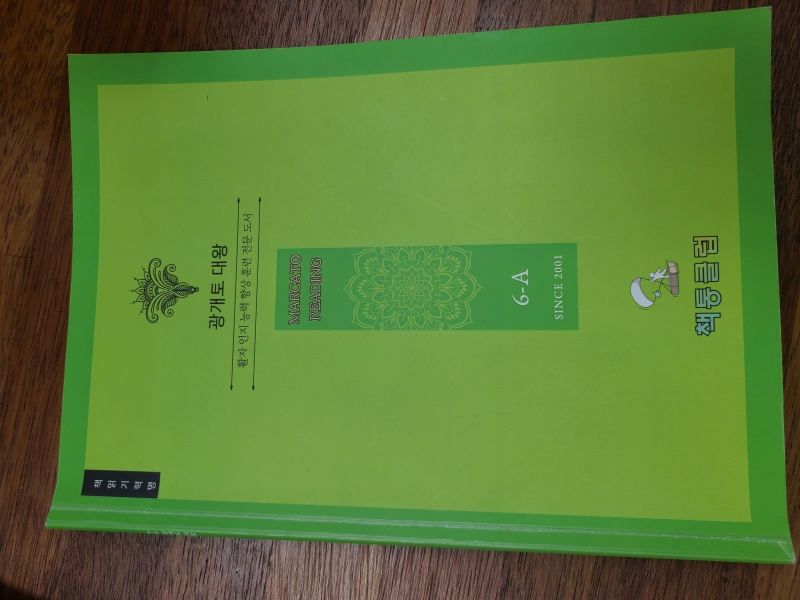 책읽기혁명
광개토 대왕
활자 인지 능력 향상 훈련 전문 도서
MARCATO
READING
6-A
SINCE 2001
책통클럽